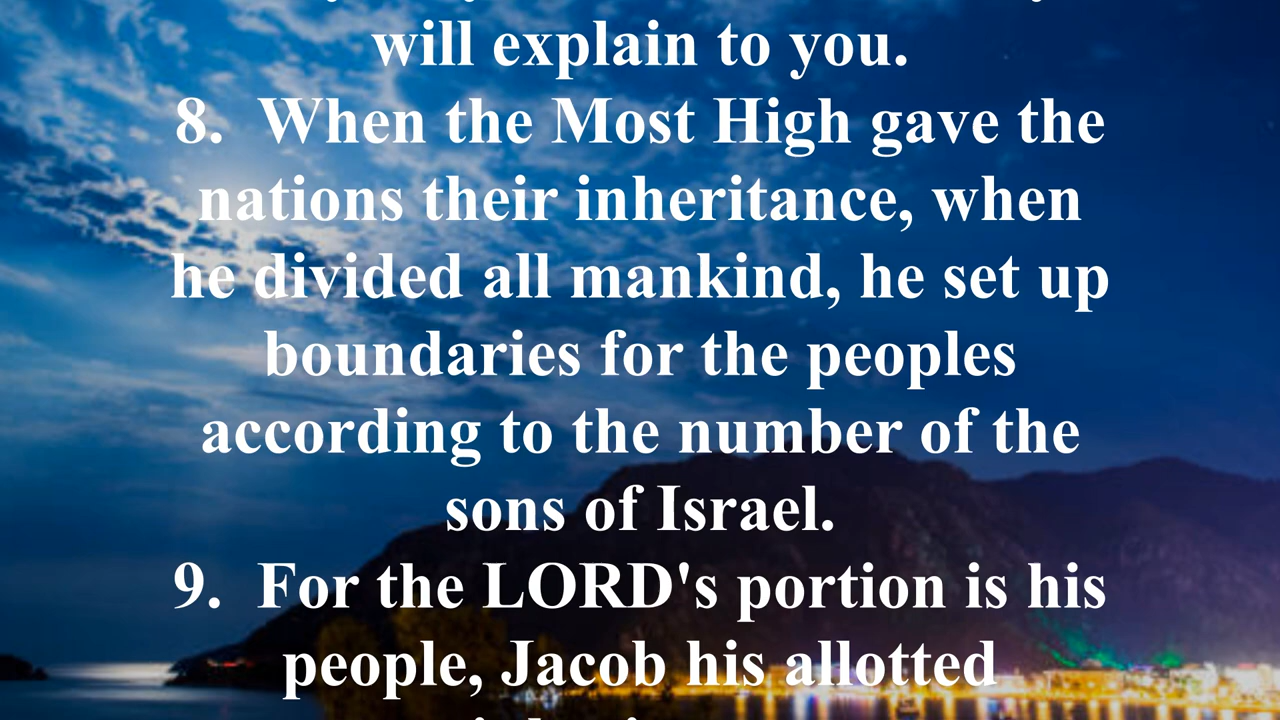 will explain to you.
8. When the Most High gave the
nations their inheritance, when
he divided all mankind, he set up
boundaries for the peoples
according to the number of the
sons of Israel.
9. For the LORD's portion is his
people, Jacob his allotted